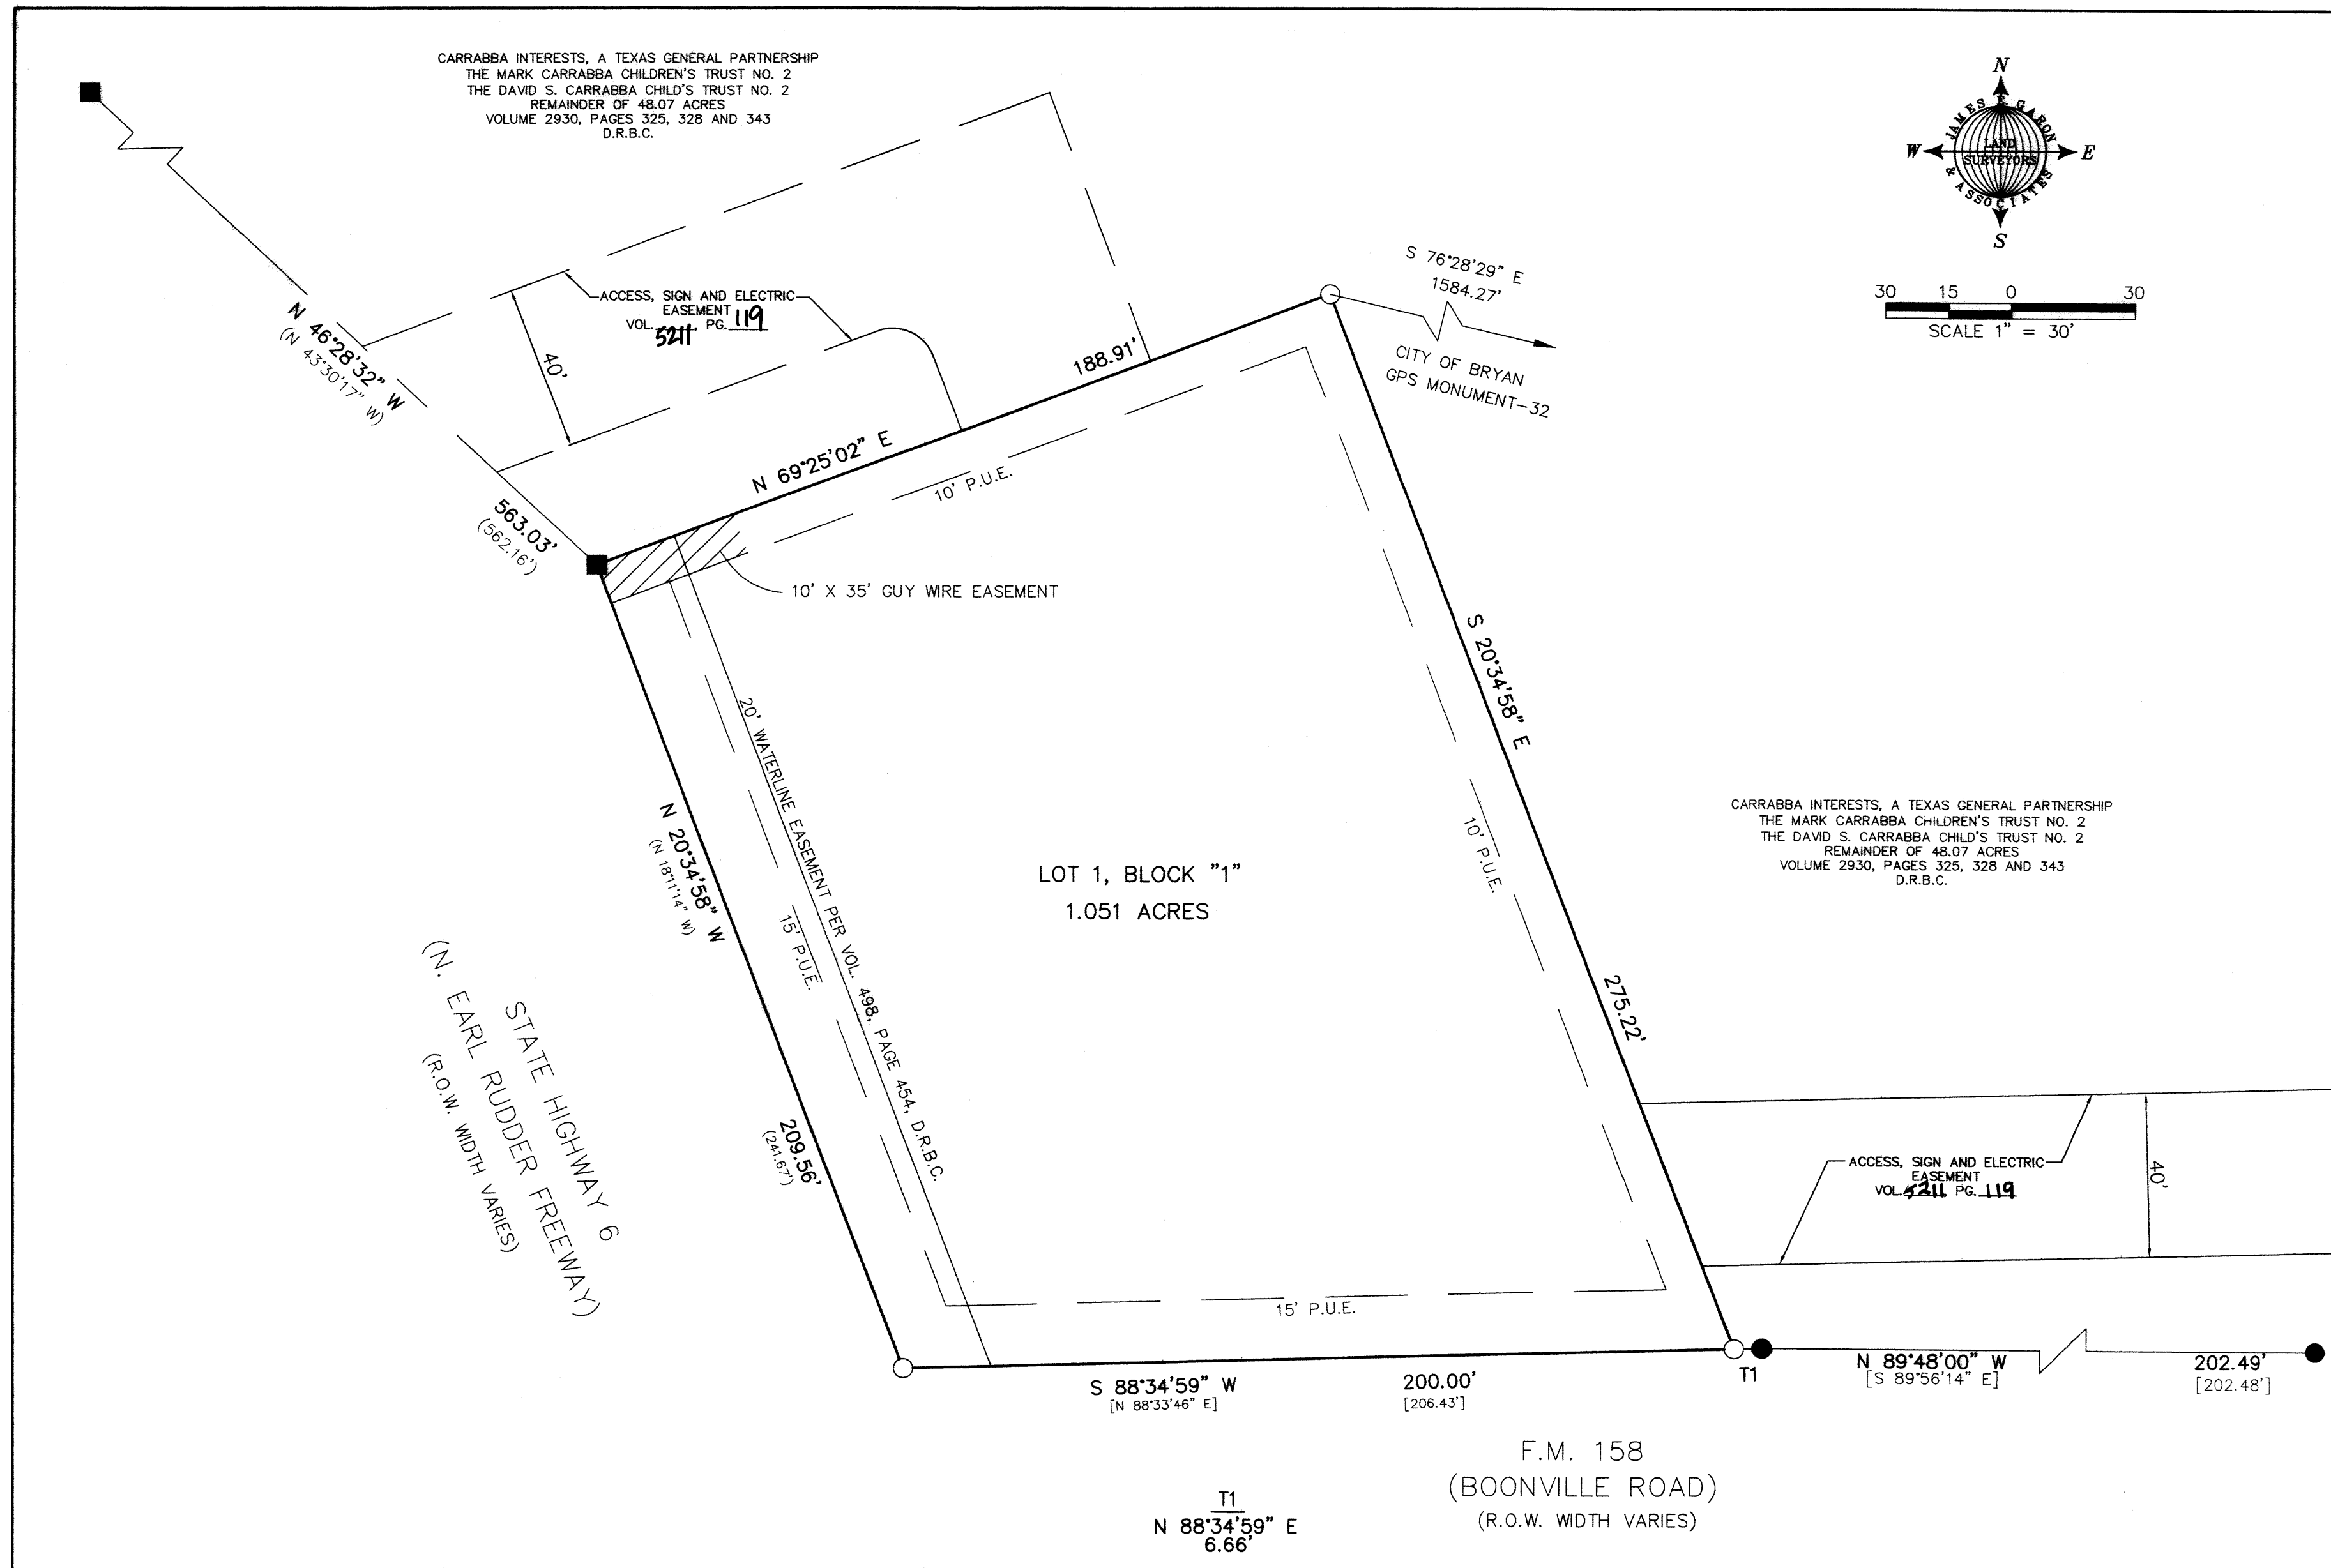 CARRABBA INTERESTS, A TEXAS GENERAL PARTNERSHIP
THE MARK CARRABBA CHILDREN'S TRUST NO. 2
THE DAVID S. CARRABBA CHILD'S TRUST NO. 2
REMAINDER OF 48.07 ACRES
VOLUME 2930, PAGES 325, 328 AND 343
D.R.B.C.
N
W
E
S
JAMES E. GARON
& ASSOCIATES
LAND
SURVEYORS
30 15 0 30
SCALE 1" = 30'
S 76°28'29" E
1584.27'
CITY OF BRYAN
GPS MONUMENT-32
ACCESS, SIGN AND ELECTRIC
EASEMENT
VOL. 5211, PG. 119
40'
N 46°28'32" W
(N 43°30'17" W)
563.03'
(562.16')
188.91'
N 69°25'02" E
10' P.U.E.
10' X 35' GUY WIRE EASEMENT
S 20°34'58" E
275.22'
10' P.U.E.
20' WATERLINE EASEMENT PER VOL. 498, PAGE 454, D.R.B.C.
15' P.U.E.
N 20°34'58" W
(N 18°11'14" W)
209.56'
(241.67')
LOT 1, BLOCK "1"
1.051 ACRES
CARRABBA INTERESTS, A TEXAS GENERAL PARTNERSHIP
THE MARK CARRABBA CHILDREN'S TRUST NO. 2
THE DAVID S. CARRABBA CHILD'S TRUST NO. 2
REMAINDER OF 48.07 ACRES
VOLUME 2930, PAGES 325, 328 AND 343
D.R.B.C.
STATE HIGHWAY 6
(N. EARL RUDDER FREEWAY)
(R.O.W. WIDTH VARIES)
ACCESS, SIGN AND ELECTRIC
EASEMENT
VOL. 5211 PG. 119
40'
15' P.U.E.
S 88°34'59" W
[N 88°33'46" E]
200.00'
[206.43']
T1
N 89°48'00" W
[S 89°56'14" E]
202.49'
[202.48']
F.M. 158
(BOONVILLE ROAD)
(R.O.W. WIDTH VARIES)
T1
N 88°34'59" E
6.66'